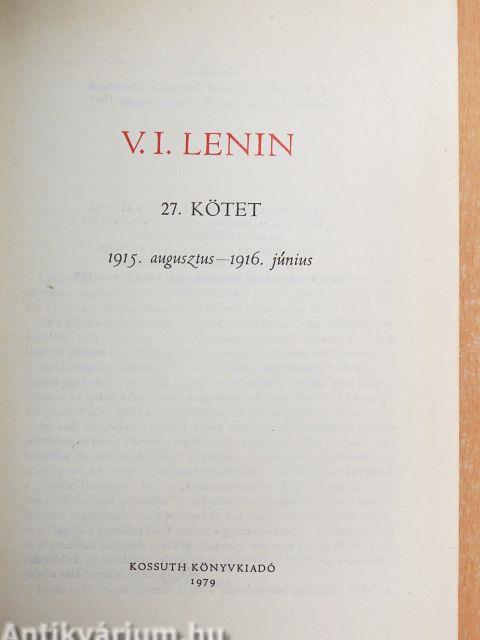 V. I. LENIN
27. KÖTET
1915. augusztus—1916. június
KOSSUTH KÖNYVKIADÓ
1979
Antikvárium.hu